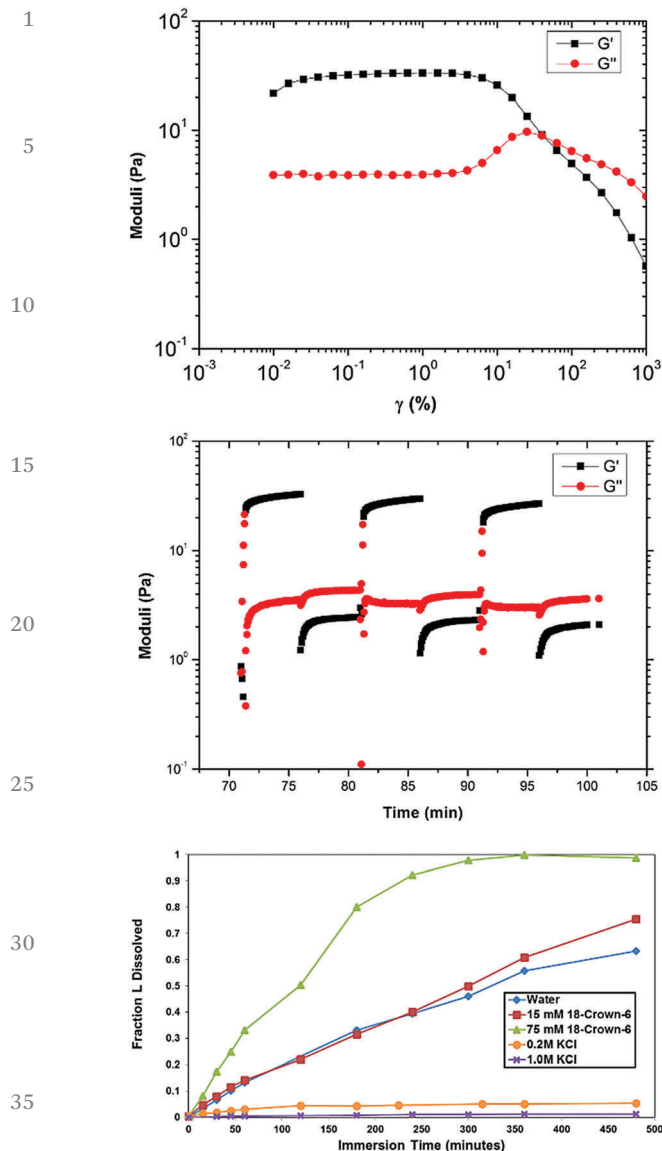 1
5
10
15
20
25
30
35
10²
10¹
10⁰
10⁻¹
Moduli (Pa)
G'
G''
10⁻³ 10⁻² 10⁻¹ 10⁰ 10¹ 10² 10³
γ (%)
10²
10¹
10⁰
10⁻¹
Moduli (Pa)
G'
G''
70 75 80 85 90 95 100 105
Time (min)
1
0.9
0.8
0.7
0.6
0.5
0.4
0.3
0.2
0.1
0
Fraction L Dissolved
Water
15 mM 18-Crown-6
75 mM 18-Crown-6
0.2M KCl
1.0M KCl
0 50 100 150 200 250 300 350 400 450 500
Immersion Time (minutes)